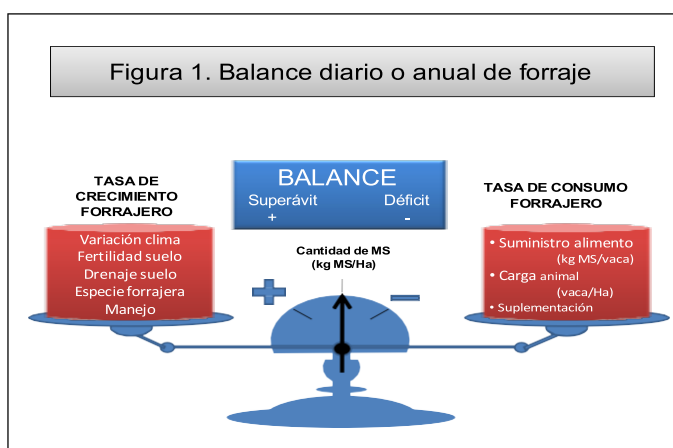 Figura 1. Balance diario o anual de forraje
TASA DE
CRECIMIENTO
FORRAJERO
Variación clima
Fertilidad suelo
Drenaje suelo
Especie forrajera
Manejo
BALANCE
Superávit Déficit
+ -
Cantidad de MS
(kg MS/Ha)
+ −
TASA DE CONSUMO
FORRAJERO
• Suministro alimento
(kg MS/vaca)
• Carga animal
(vaca/Ha)
• Suplementación